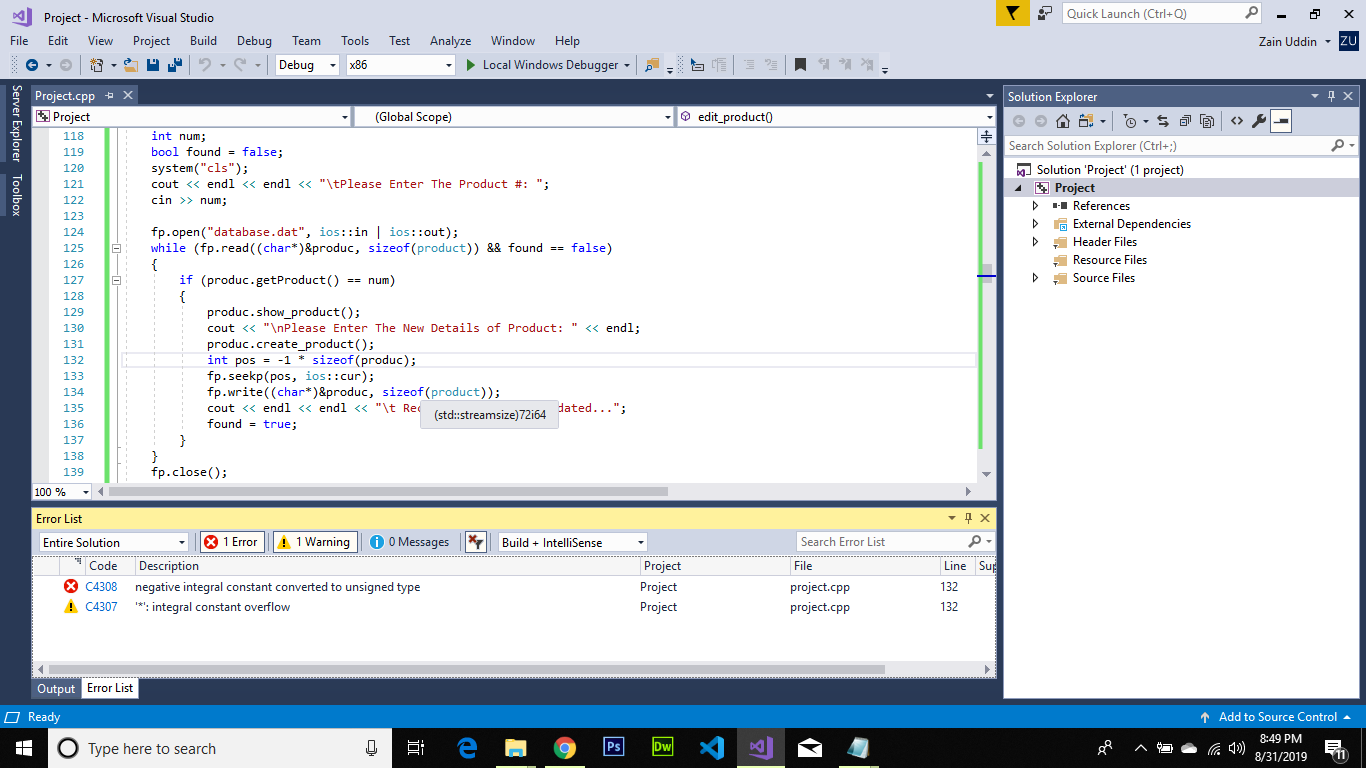 Project - Microsoft Visual Studio
Quick Launch (Ctrl+Q)
File Edit View Project Build Debug Team Tools Test Analyze Window Help
Zain Uddin ZU
Debug x86 Local Windows Debugger
Server Explorer
Toolbox
Project.cpp
Project (Global Scope) edit_product()
118 int num;
119 bool found = false;
120 system("cls");
121 cout << endl << endl << "\tPlease Enter The Product #: ";
122 cin >> num;
123
124 fp.open("database.dat", ios::in | ios::out);
125 while (fp.read((char*)&produc, sizeof(product)) && found == false)
126 {
127 if (produc.getProduct() == num)
128 {
129 produc.show_product();
130 cout << "\nPlease Enter The New Details of Product: " << endl;
131 produc.create_product();
132 int pos = -1 * sizeof(produc);
133 fp.seekp(pos, ios::cur);
134 fp.write((char*)&produc, sizeof(product));
135 cout << endl << endl << "\t Rec dated...";
(std::streamsize)72i64
136 found = true;
137 }
138 }
139 fp.close();
100 %
Solution Explorer
Search Solution Explorer (Ctrl+;)
Solution 'Project' (1 project)
Project
References
External Dependencies
Header Files
Resource Files
Source Files
Error List
Entire Solution 1 Error 1 Warning 0 Messages Build + IntelliSense Search Error List
Code Description Project File Line Sup
C4308 negative integral constant converted to unsigned type Project project.cpp 132
C4307 '*': integral constant overflow Project project.cpp 132
Output Error List
Ready Add to Source Control
Type here to search
Ps Dw
8:49 PM
8/31/2019
11